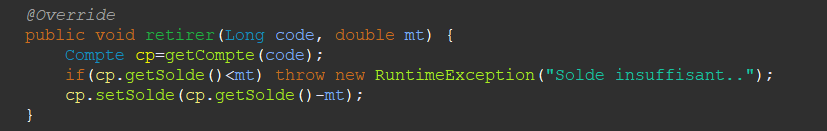 @Override
public void retirer(Long code, double mt) {
Compte cp=getCompte(code);
if(cp.getSolde()<mt) throw new RuntimeException("Solde insuffisant..");
cp.setSolde(cp.getSolde()-mt);
}